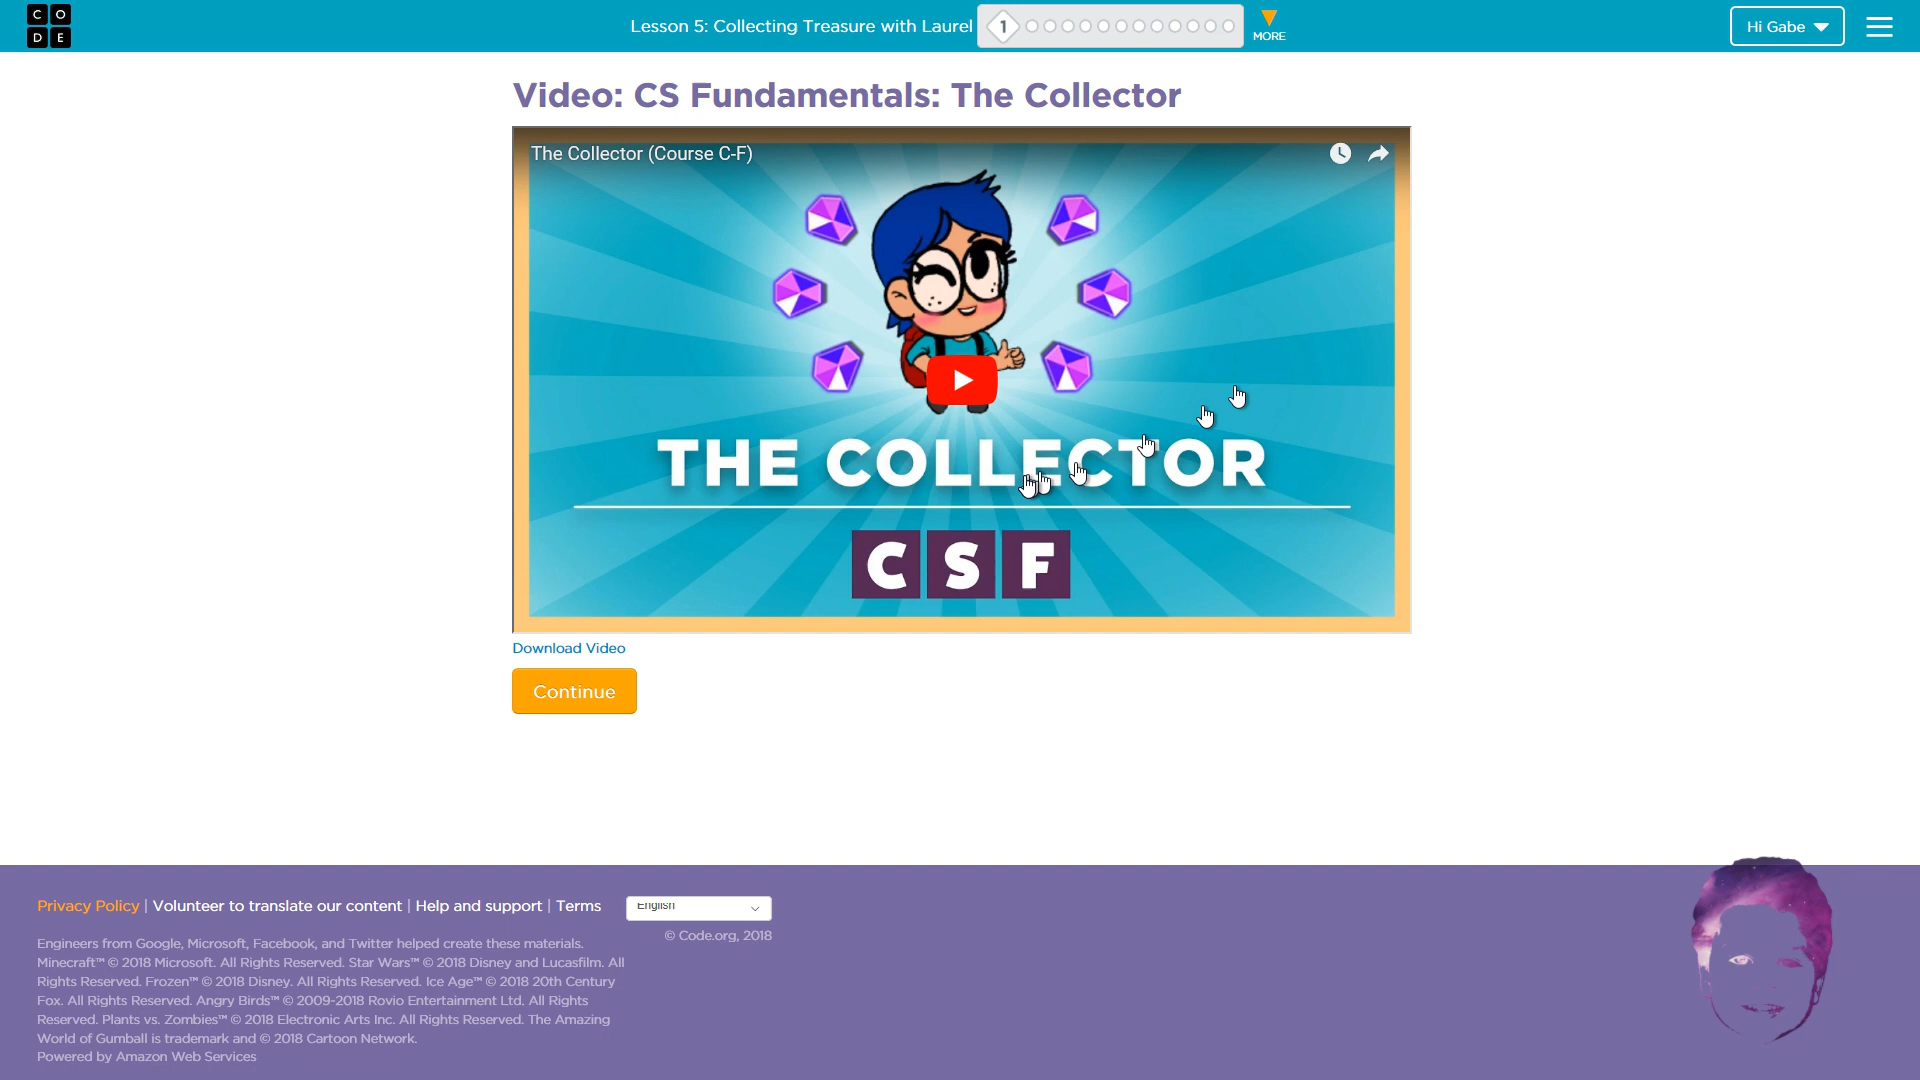 C O
D E
Lesson 5: Collecting Treasure with Laurel
1
MORE
Hi Gabe
Video: CS Fundamentals: The Collector
The Collector (Course C-F)
THE COLLECTOR
CSF
Download Video
Continue
Privacy Policy | Volunteer to translate our content | Help and support | Terms
English
© Code.org, 2018
Engineers from Google, Microsoft, Facebook, and Twitter helped create these materials.
Minecraft™ © 2018 Microsoft. All Rights Reserved. Star Wars™ © 2018 Disney and Lucasfilm. All
Rights Reserved. Frozen™ © 2018 Disney. All Rights Reserved. Ice Age™ © 2018 20th Century
Fox. All Rights Reserved. Angry Birds™ © 2009-2018 Rovio Entertainment Ltd. All Rights
Reserved. Plants vs. Zombies™ © 2018 Electronic Arts Inc. All Rights Reserved. The Amazing
World of Gumball is trademark and © 2018 Cartoon Network.
Powered by Amazon Web Services